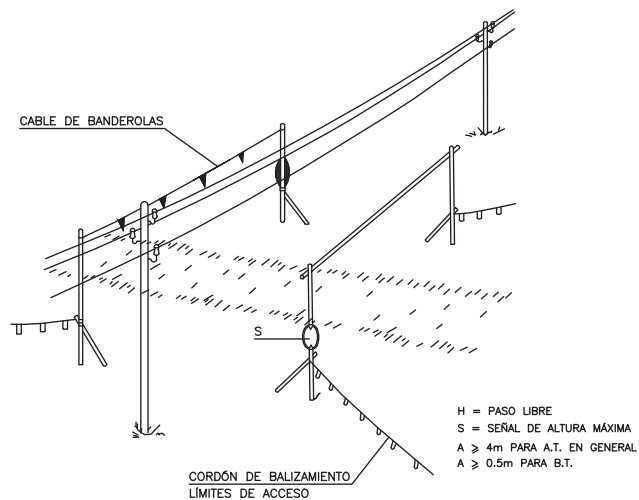 CABLE DE BANDEROLAS
S
H = PASO LIBRE
S = SEÑAL DE ALTURA MÁXIMA
A ⩾ 4m PARA A.T. EN GENERAL
A ⩾ 0.5m PARA B.T.
CORDÓN DE BALIZAMIENTO
LÍMITES DE ACCESO